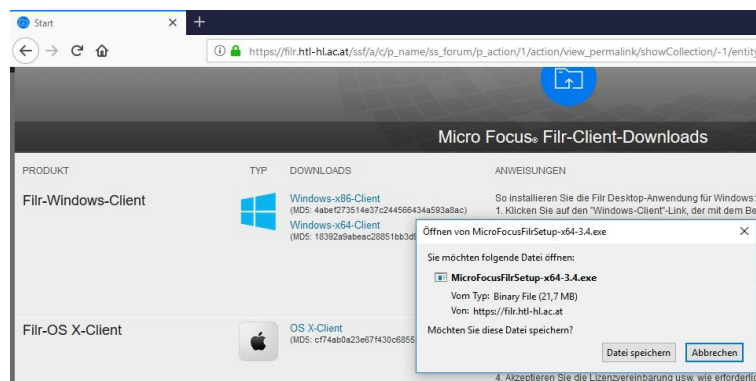 Start
https://filr.htl-hl.ac.at/ssf/a/c/p_name/ss_forum/p_action/1/action/view_permalink/showCollection/-1/entity
Micro Focus® Filr-Client-Downloads
PRODUKT TYP DOWNLOADS ANWEISUNGEN
Filr-Windows-Client
Windows-x86-Client
(MD5: 4abef273514e37c244566434a593a8ac)
Windows-x64-Client
(MD5: 18392a9abeac28851bb3d9
So installieren Sie die Filr Desktop-Anwendung für Windows:
1. Klicken Sie auf den "Windows-Client"-Link, der mit dem Be
Öffnen von MicroFocusFilrSetup-x64-3.4.exe
Sie möchten folgende Datei öffnen:
MicroFocusFilrSetup-x64-3.4.exe
Vom Typ: Binary File (21,7 MB)
Von: https://filr.htl-hl.ac.at
Möchten Sie diese Datei speichern?
Datei speichern Abbrechen
Filr-OS X-Client
OS X-Client
(MD5: cf74ab0a23e67f430c6855
4. Akzeptieren Sie die Lizenzvereinbarung usw. wie erforderli